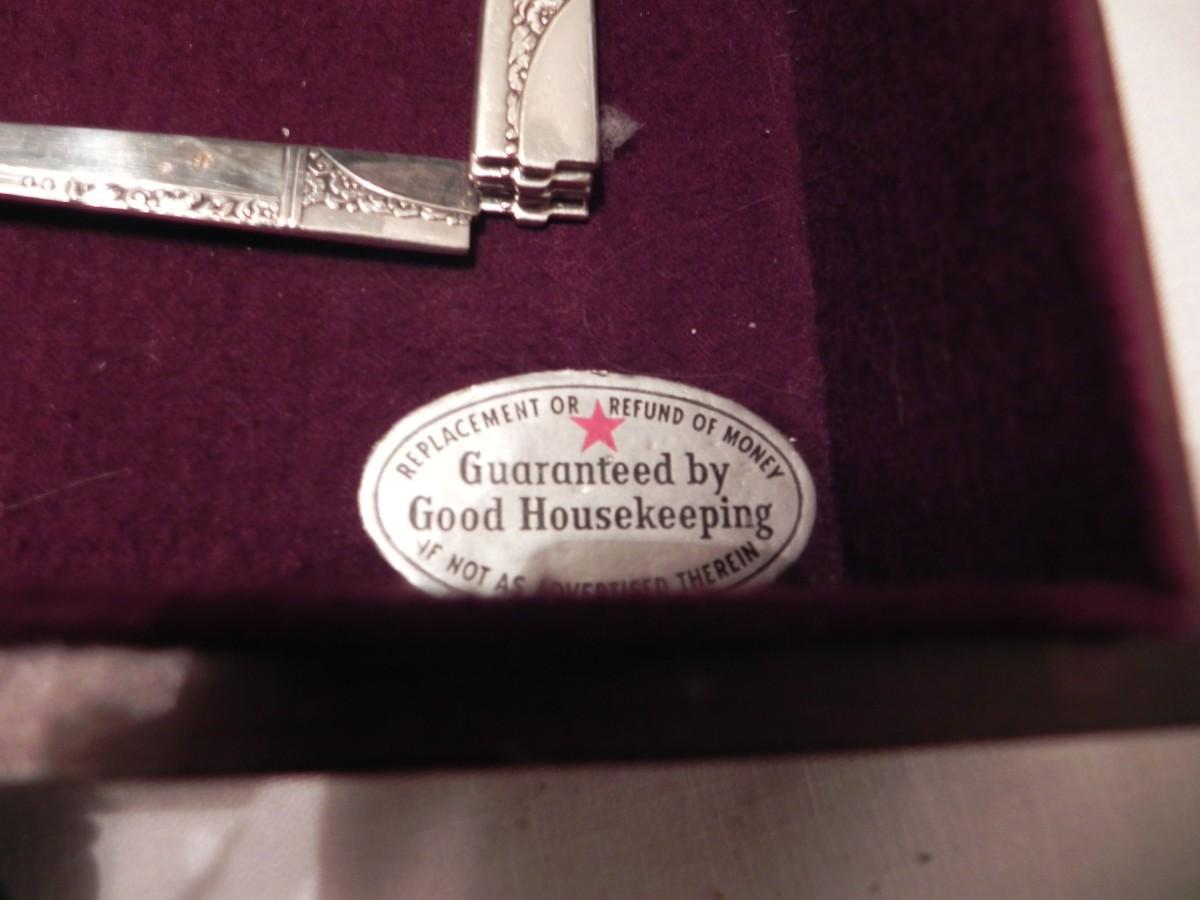 REPLACEMENT OR REFUND OF MONEY
Guaranteed by
Good Housekeeping
IF NOT AS ADVERTISED THEREIN